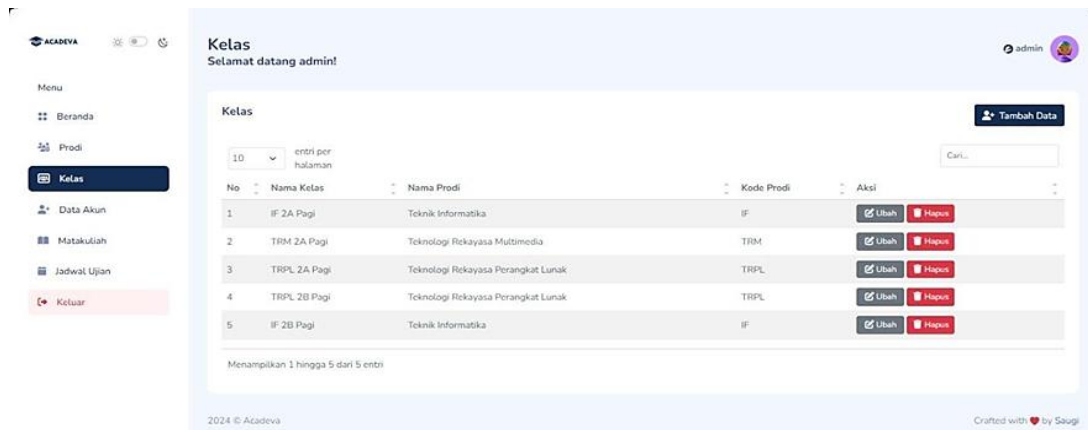 ACADEVA
Menu
Beranda
Prodi
Kelas
Data Akun
Matakuliah
Jadwal Ujian
Keluar
Kelas
Selamat datang admin!
admin
Kelas
Tambah Data
10 entri per
halaman
Cari...
No Nama Kelas Nama Prodi Kode Prodi Aksi
1 IF 2A Pagi Teknik Informatika IF Ubah Hapus
2 TRM 2A Pagi Teknologi Rekayasa Multimedia TRM Ubah Hapus
3 TRPL 2A Pagi Teknologi Rekayasa Perangkat Lunak TRPL Ubah Hapus
4 TRPL 2B Pagi Teknologi Rekayasa Perangkat Lunak TRPL Ubah Hapus
5 IF 2B Pagi Teknik Informatika IF Ubah Hapus
Menampilkan 1 hingga 5 dari 5 entri
2024 © Acadeva
Crafted with by Saugi